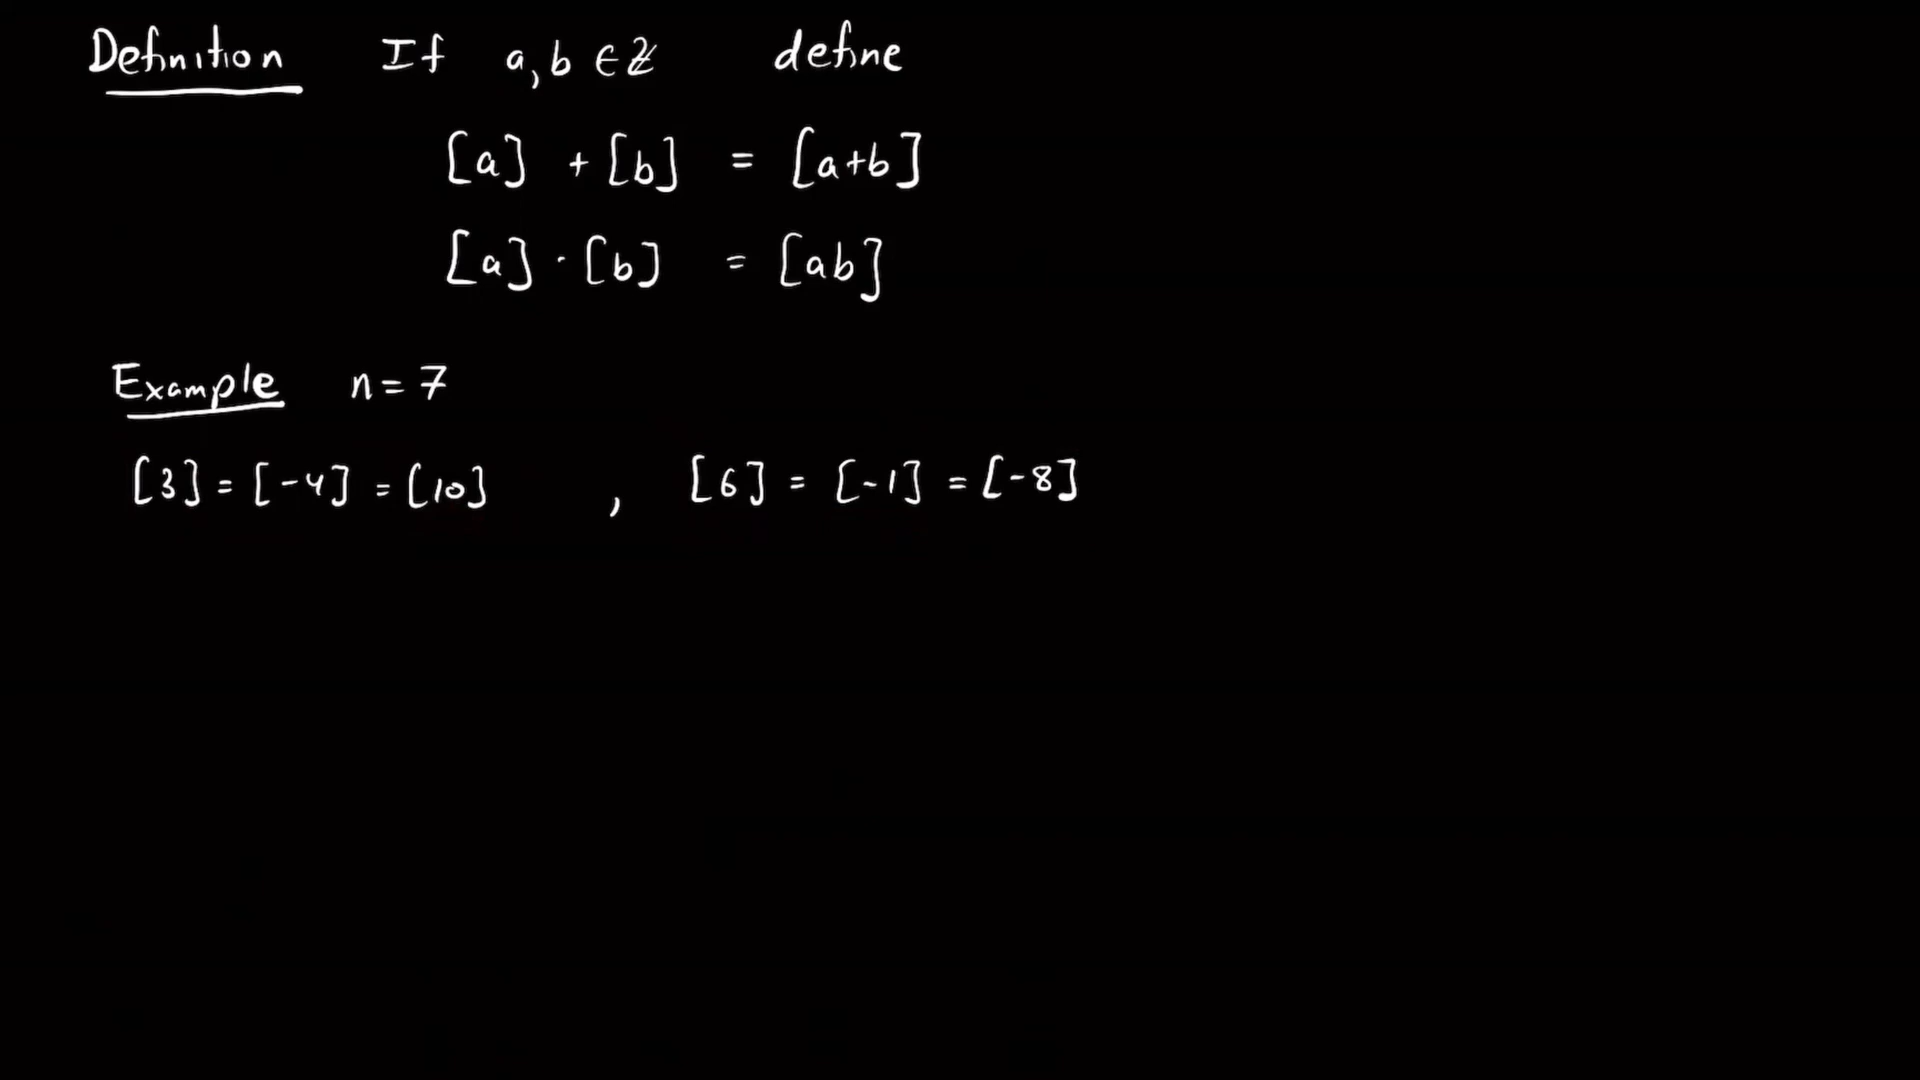 Definition If a, b ∈ ℤ define
[a] + [b] = [a+b]
[a] · [b] = [ab]
Example n = 7
[3] = [-4] = [10] , [6] = [-1] = [-8]